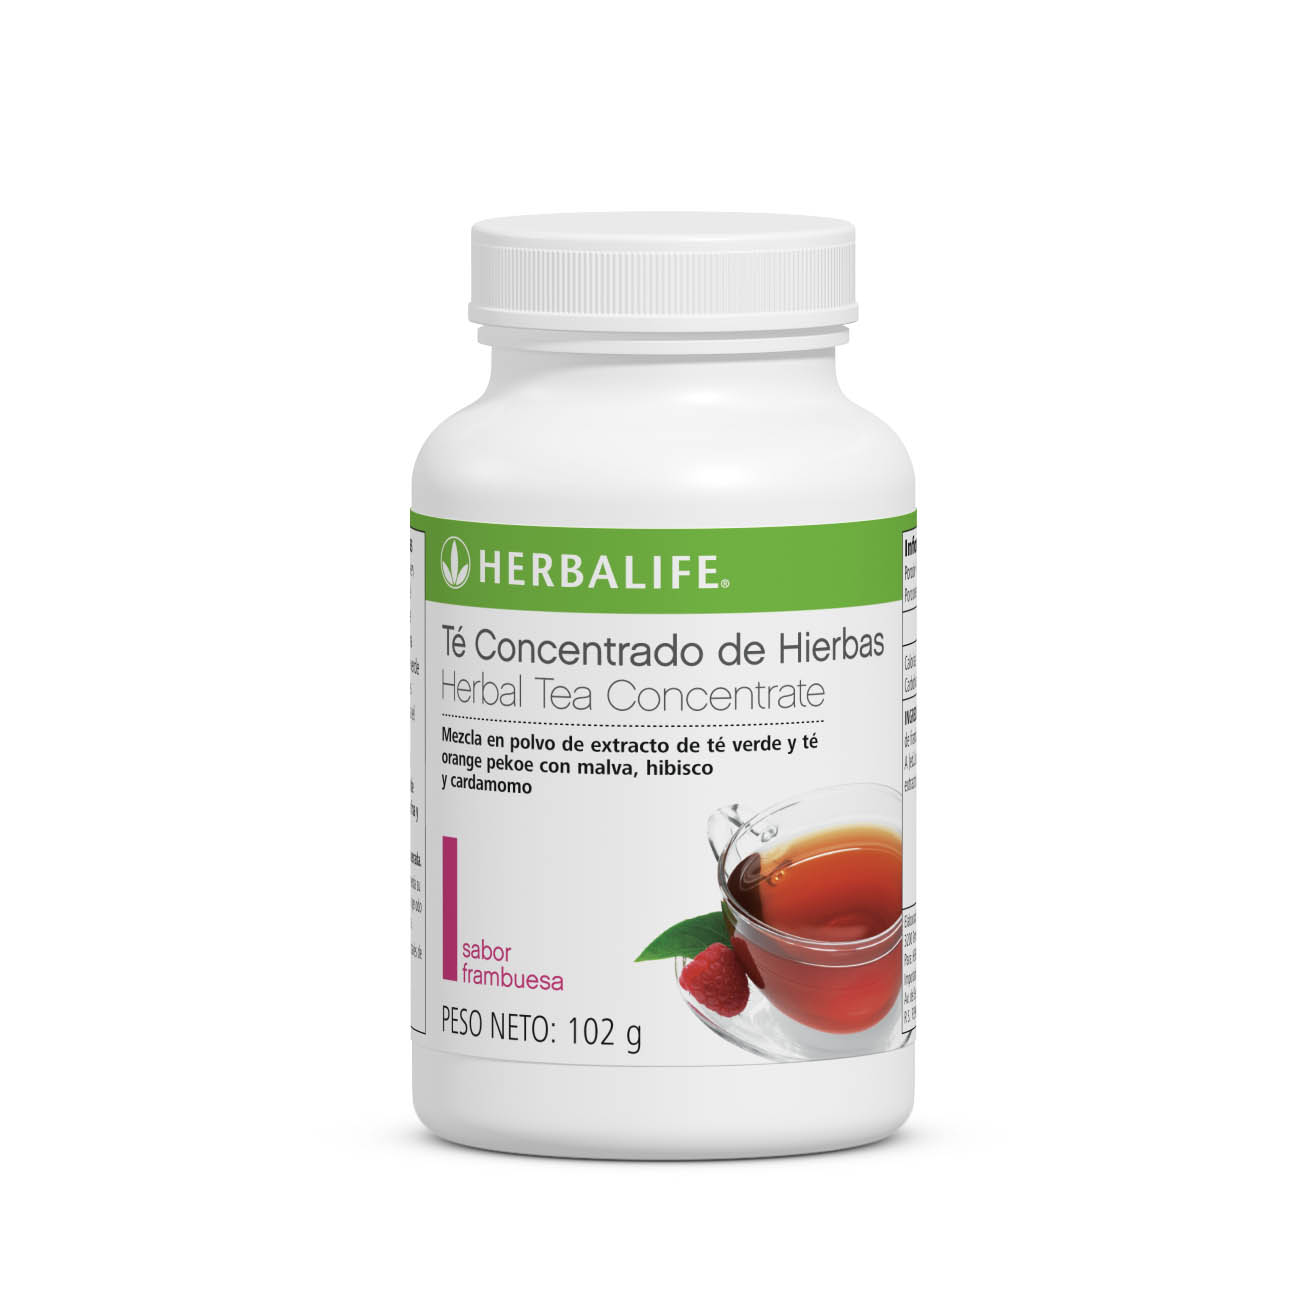 HERBALIFE®
Té Concentrado de Hierbas
Herbal Tea Concentrate
Mezcla en polvo de extracto de té verde y té
orange pekoe con malva, hibisco
y cardamomo
sabor
frambuesa
PESO NETO: 102 g